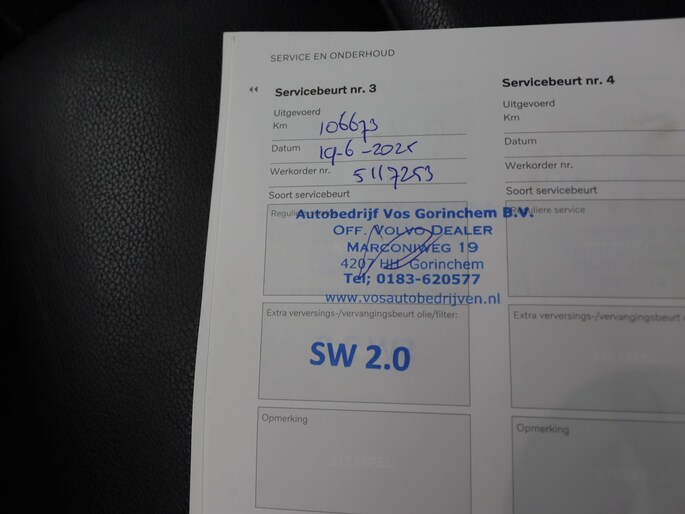 SERVICE EN ONDERHOUD
Servicebeurt nr. 3
Uitgevoerd
Km 106673
Datum 19-6-2025
Werkorder nr. 5117253
Soort servicebeurt
Autobedrijf Vos Gorinchem B.V.
Off. Volvo Dealer
Marconiweg 19
4207 HH Gorinchem
Tel; 0183-620577
www.vosautobedrijven.nl
Extra verversings-/vervangingsbeurt olie/filter:
SW 2.0
Opmerking
Servicebeurt nr. 4
Uitgevoerd
Km
Datum
Werkorder nr.
Soort servicebeurt
service
Extra verversings-/vervangingsbeurt
Opmerking